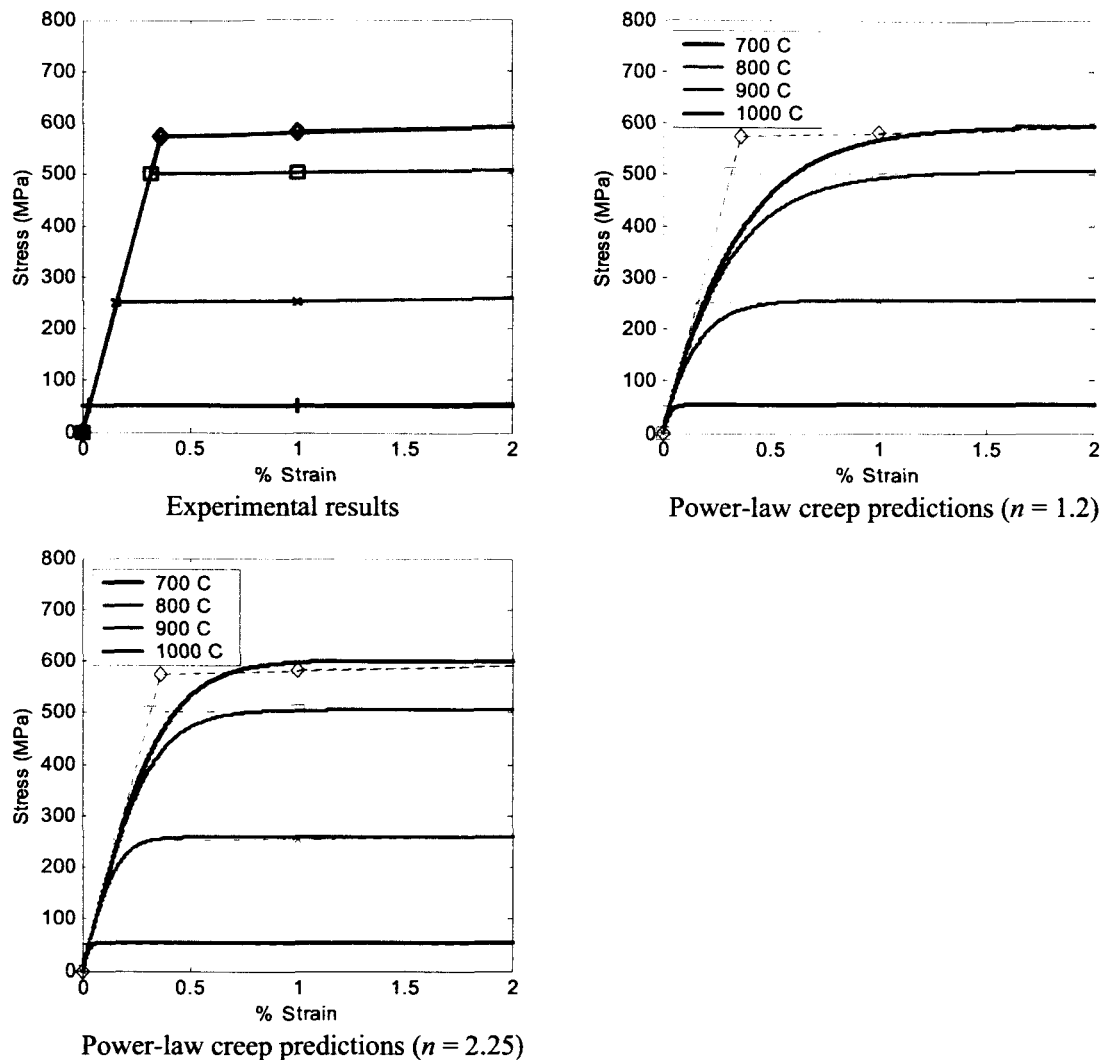 800
700
600
500
400
300
200
100
0
Stress (MPa)
0 0.5 1 1.5 2
% Strain
Experimental results
800
700
600
500
400
300
200
100
0
Stress (MPa)
700 C
800 C
900 C
1000 C
0 0.5 1 1.5 2
% Strain
Power-law creep predictions (n = 1.2)
800
700
600
500
400
300
200
100
0
Stress (MPa)
700 C
800 C
900 C
1000 C
0 0.5 1 1.5 2
% Strain
Power-law creep predictions (n = 2.25)